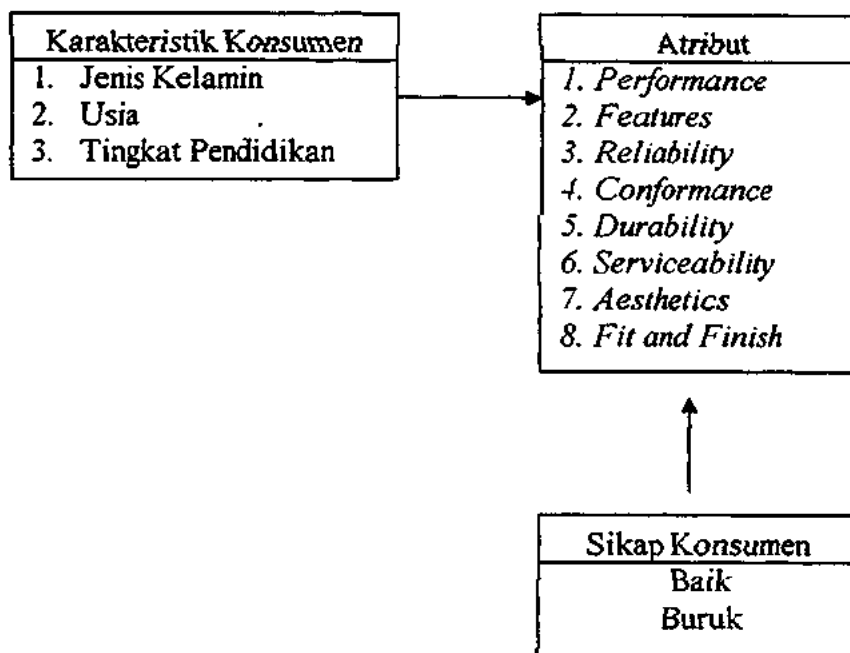 Karakteristik Konsumen
1. Jenis Kelamin
2. Usia
3. Tingkat Pendidikan
Atribut
1. Performance
2. Features
3. Reliability
4. Conformance
5. Durability
6. Serviceability
7. Aesthetics
8. Fit and Finish
Sikap Konsumen
Baik
Buruk